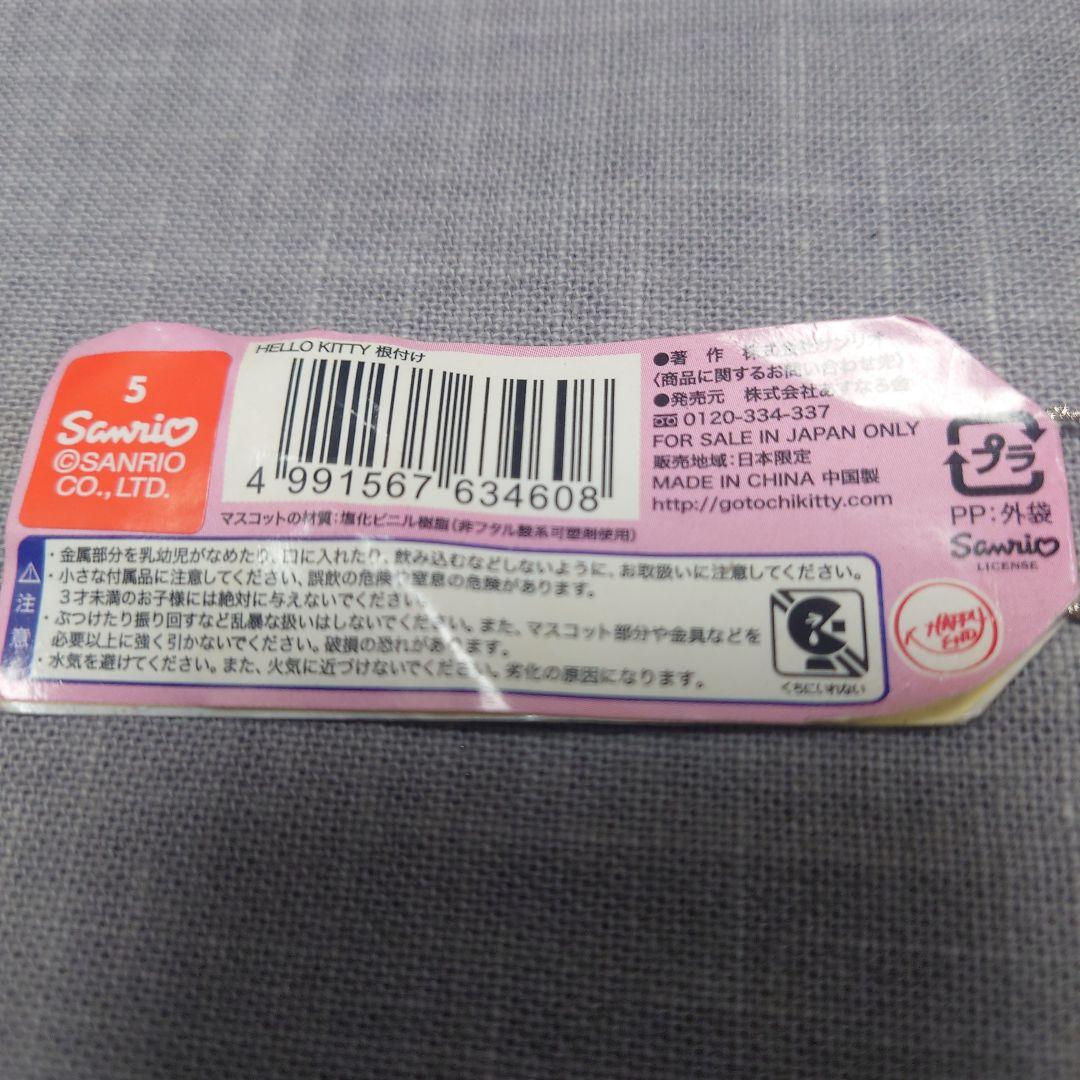 5
Sanrio
©SANRIO
CO., LTD.
HELLO KITTY 根付け
4 991567 634608
マスコットの材質:塩化ビニル樹脂(非フタル酸系可塑剤使用)
●著 作 株式会社サンリオ
〈商品に関するお問い合わせ先〉
●発売元 株式会社あすなろ舎
0120-334-337
FOR SALE IN JAPAN ONLY
販売地域:日本限定
MADE IN CHINA 中国製
http://gotochikitty.com
プラ
PP:外袋
Sanrio
LICENSE
注意
・金属部分を乳幼児がなめたり、口に入れたり、飲み込むなどしないように、お取扱いに注意してください。
・小さな付属品に注意してください、誤飲の危険や窒息の危険があります。
3才未満のお子様には絶対に与えないでください。
・ぶつけたり振り回すなど乱暴な扱いはしないでください。また、マスコット部分や金具などを
必要以上に強く引かないでください。破損の恐れがあります。
・水気を避けてください。また、火気に近づけないでください。劣化の原因になります。
くちにいれない
HAPPY
END